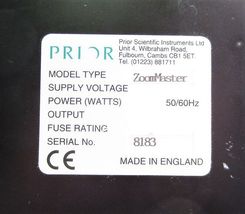 PRIOR
Prior Scientific Instruments Ltd
Unit 4, Wilbraham Road,
Fulbourn, Cambs CB1 5ET.
Tel. (01223) 881711
MODEL TYPE ZoomMaster
SUPPLY VOLTAGE
POWER (WATTS) 50/60Hz
OUTPUT
FUSE RATING
SERIAL No. 8183
CE MADE IN ENGLAND